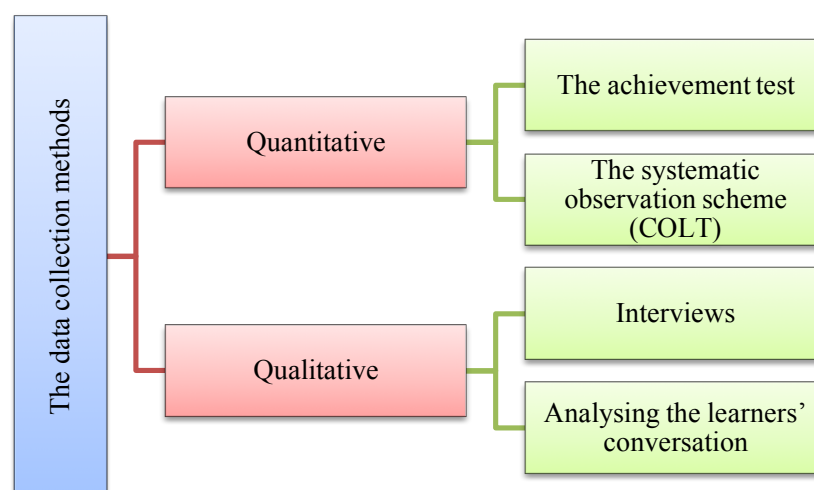 The data collection methods
Quantitative
The achievement test
The systematic
observation scheme
(COLT)
Qualitative
Interviews
Analysing the learners’
conversation